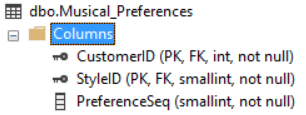 dbo.Musical_Preferences
Columns
CustomerID (PK, FK, int, not null)
StyleID (PK, FK, smallint, not null)
PreferenceSeq (smallint, not null)